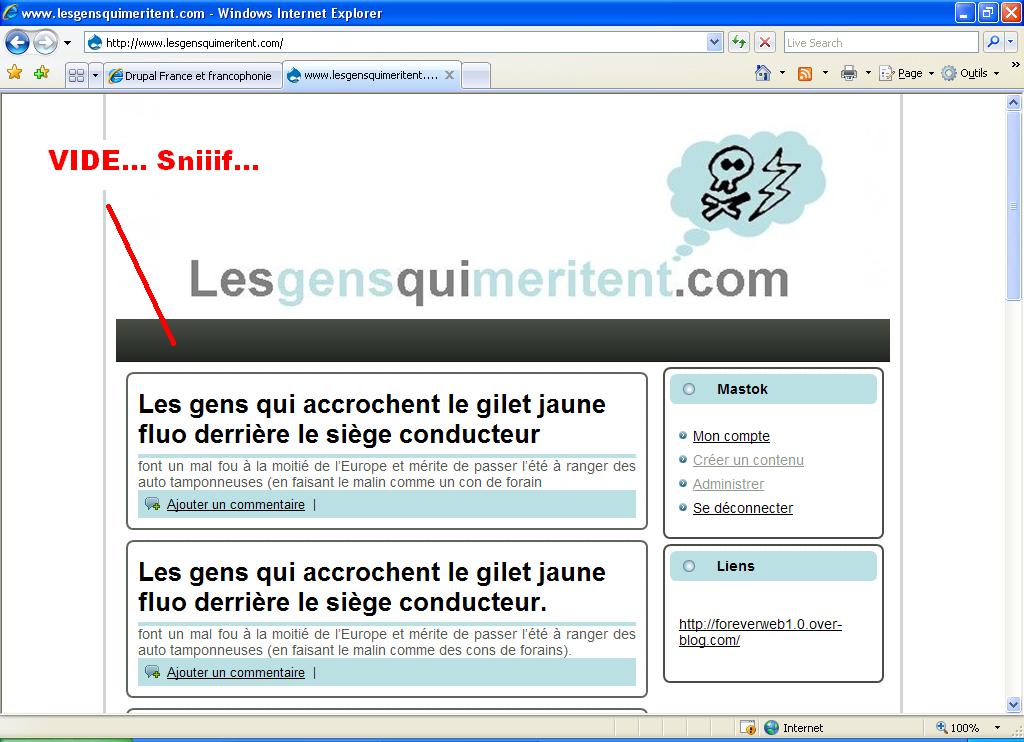 www.lesgensquimeritent.com - Windows Internet Explorer
http://www.lesgensquimeritent.com/
Live Search
Drupal France et francophonie
www.lesgensquimeritent....
Page
Outils
»
VIDE... Sniiif...
Lesgensquimeritent.com
Les gens qui accrochent le gilet jaune
fluo derrière le siège conducteur
font un mal fou à la moitié de l'Europe et mérite de passer l'été à ranger des
auto tamponneuses (en faisant le malin comme un con de forain
Ajouter un commentaire |
Les gens qui accrochent le gilet jaune
fluo derrière le siège conducteur.
font un mal fou à la moitié de l'Europe et mérite de passer l'été à ranger des
auto tamponneuses (en faisant le malin comme des cons de forains).
Ajouter un commentaire |
Mastok
Mon compte
Créer un contenu
Administrer
Se déconnecter
Liens
http://foreverweb1.0.over-
blog.com/
Internet
100%